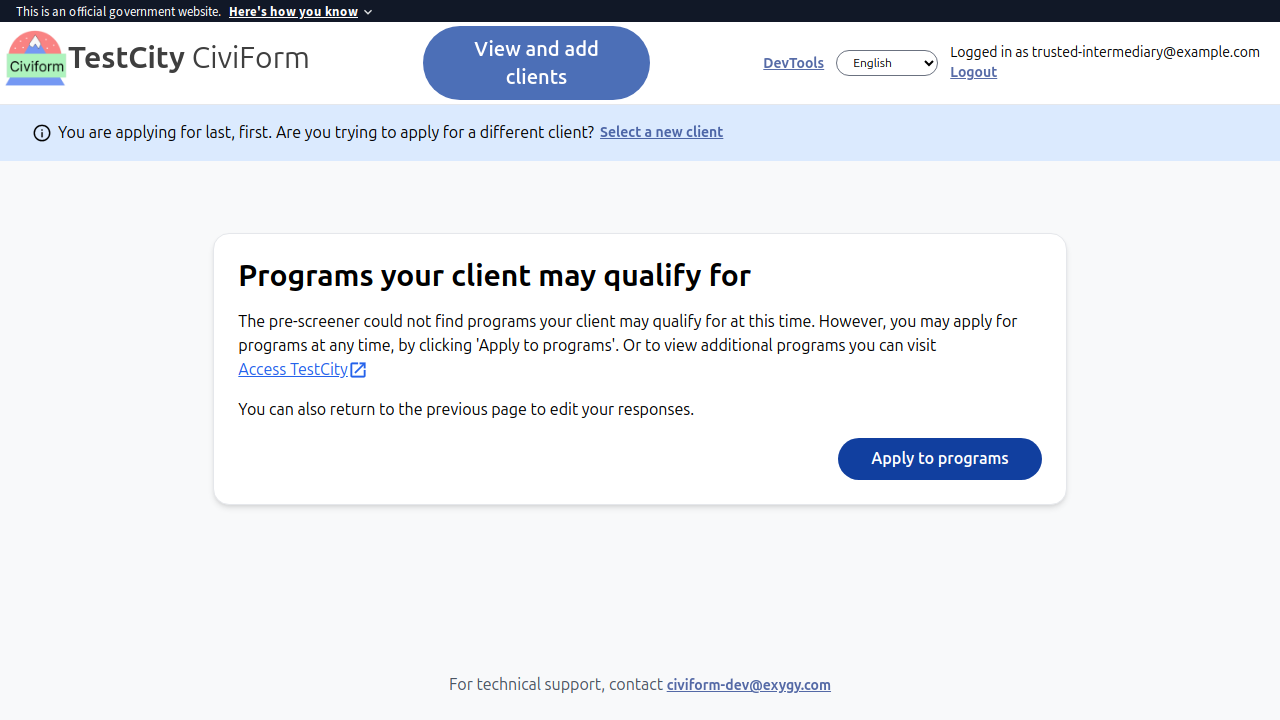 This is an official government website. Here's how you know
Civiform
TestCity CiviForm
View and add
clients
DevTools
English
Logged in as trusted-intermediary@example.com
Logout
You are applying for last, first. Are you trying to apply for a different client? Select a new client
Programs your client may qualify for
The pre-screener could not find programs your client may qualify for at this time. However, you may apply for
programs at any time, by clicking 'Apply to programs'. Or to view additional programs you can visit
Access TestCity
You can also return to the previous page to edit your responses.
Apply to programs
For technical support, contact civiform-dev@exygy.com